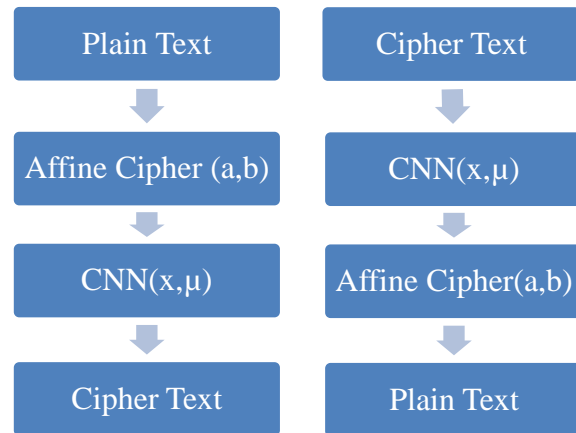 Plain Text
Affine Cipher (a,b)
CNN(x,μ)
Cipher Text
Cipher Text
CNN(x,μ)
Affine Cipher(a,b)
Plain Text